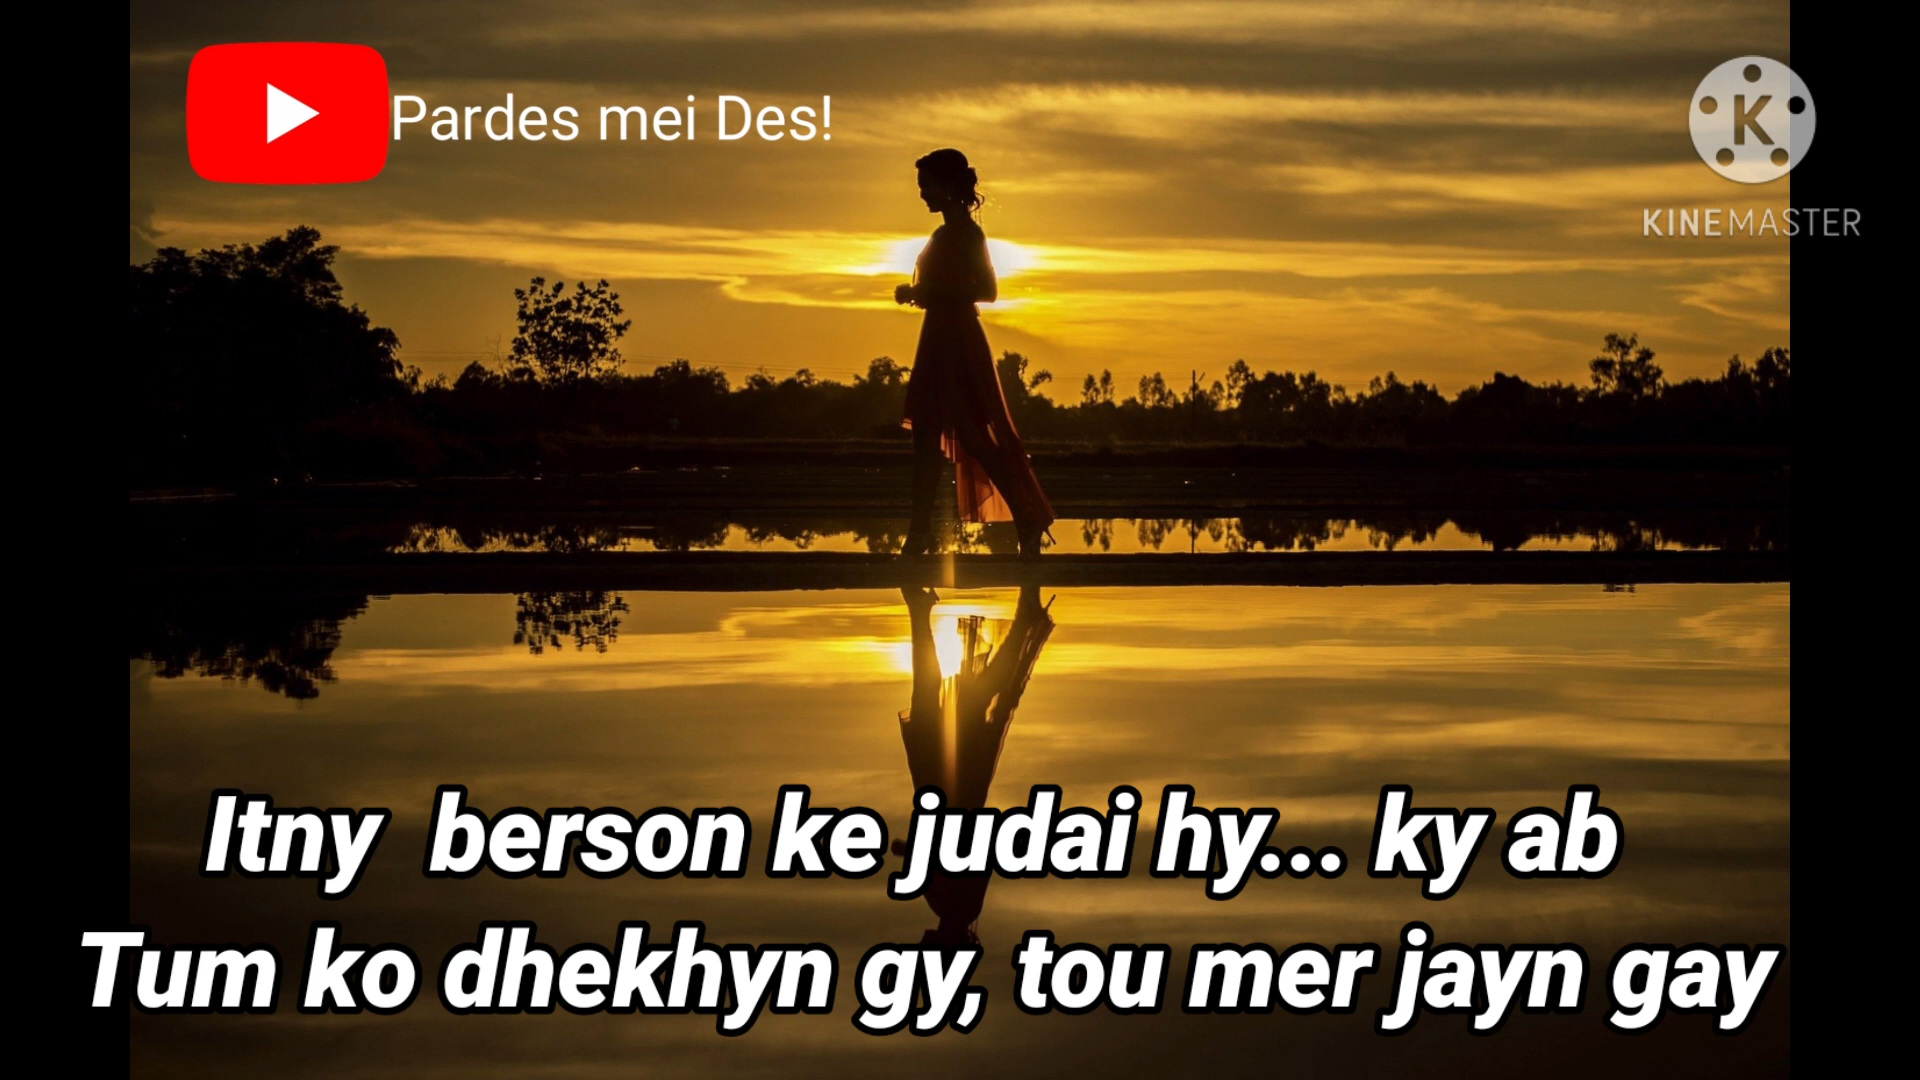 Pardes mei Des!
K
KINEMASTER
Itny berson ke judai hy... ky ab
Tum ko dhekhyn gy, tou mer jayn gay